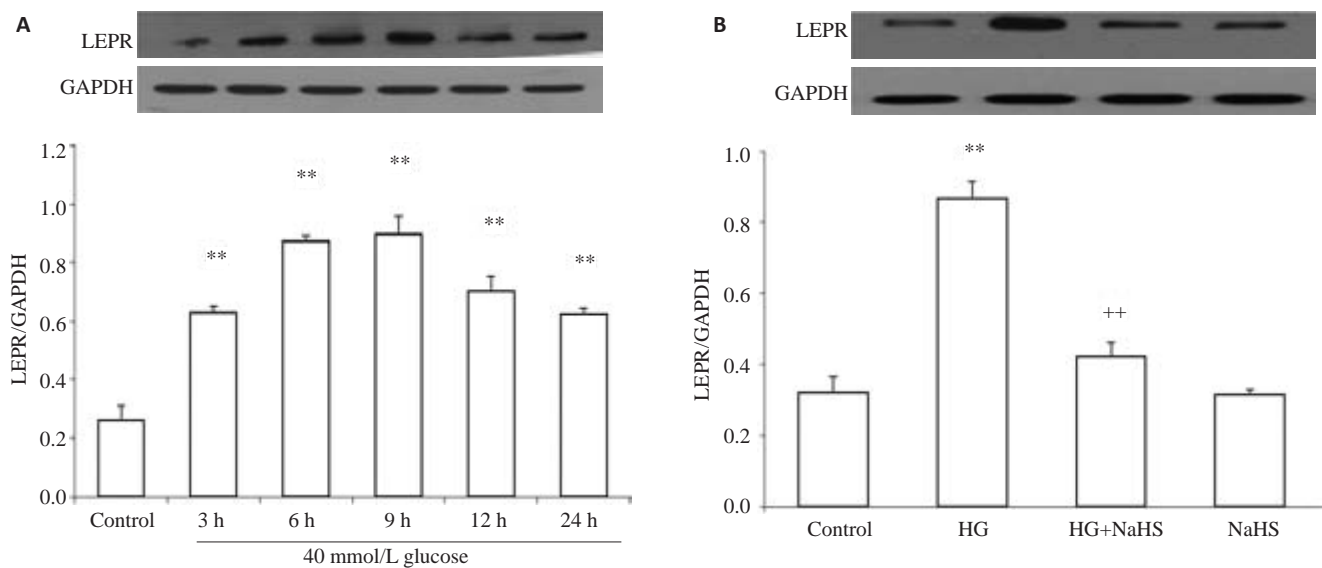 A
LEPR
GAPDH
LEPR/GAPDH
1.2
1.0
0.8
0.6
0.4
0.2
0.0
**
**
**
**
**
Control
3 h
6 h
9 h
12 h
24 h
40 mmol/L glucose
B
LEPR
GAPDH
LEPR/GAPDH
1.0
0.8
0.6
0.4
0.2
0.0
**
++
Control
HG
HG+NaHS
NaHS